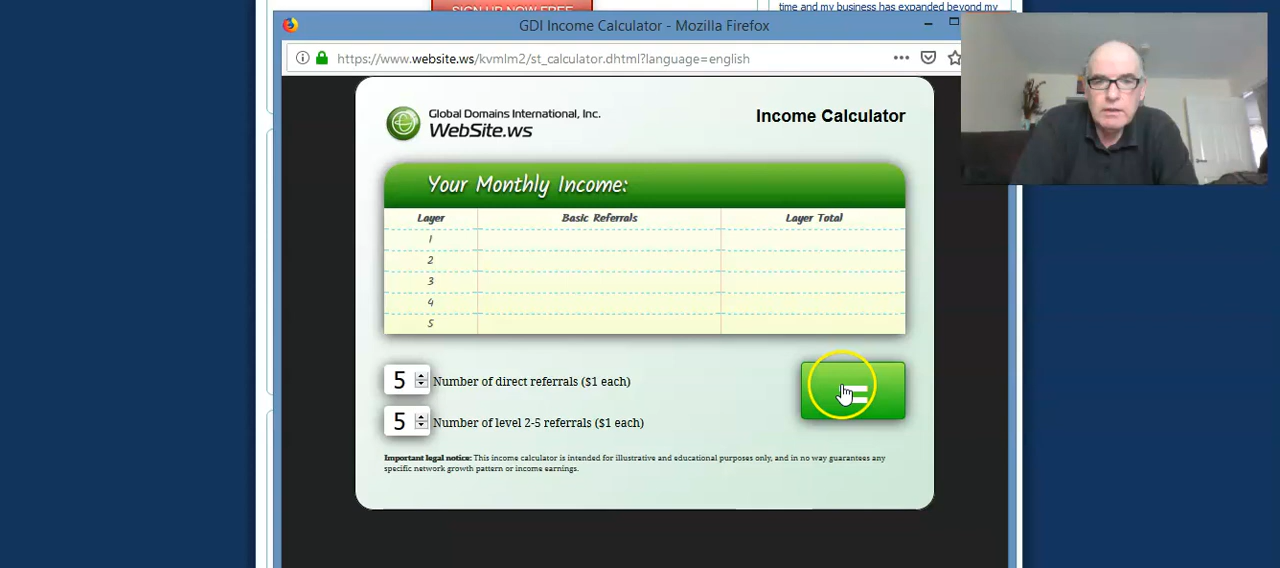 SIGN UP NOW FREE
time and my business has expanded beyond my
GDI Income Calculator - Mozilla Firefox
https://www.website.ws/kvmlm2/st_calculator.dhtml?language=english
Global Domains International, Inc.
WebSite.ws
Income Calculator
Your Monthly Income:
Layer Basic Referrals Layer Total
1
2
3
4
5
5 Number of direct referrals ($1 each)
=
5 Number of level 2-5 referrals ($1 each)
Important legal notice: This income calculator is intended for illustrative and educational purposes only, and in no way guarantees any
specific network growth pattern or income earnings.